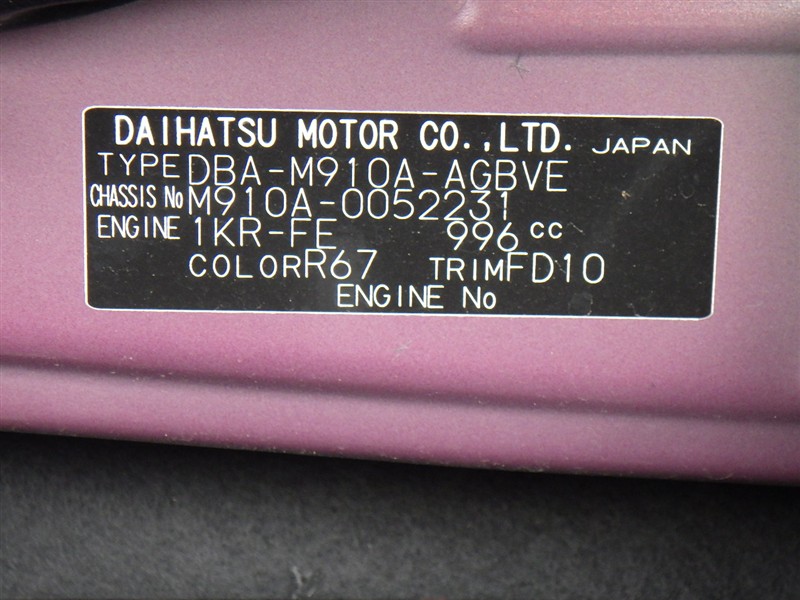 DAIHATSU MOTOR CO.,LTD. JAPAN
TYPE DBA-M910A-AGBVE
CHASSIS No M910A-0052231
ENGINE 1KR-FE 996 cc
COLOR R67 TRIM FD10
ENGINE No